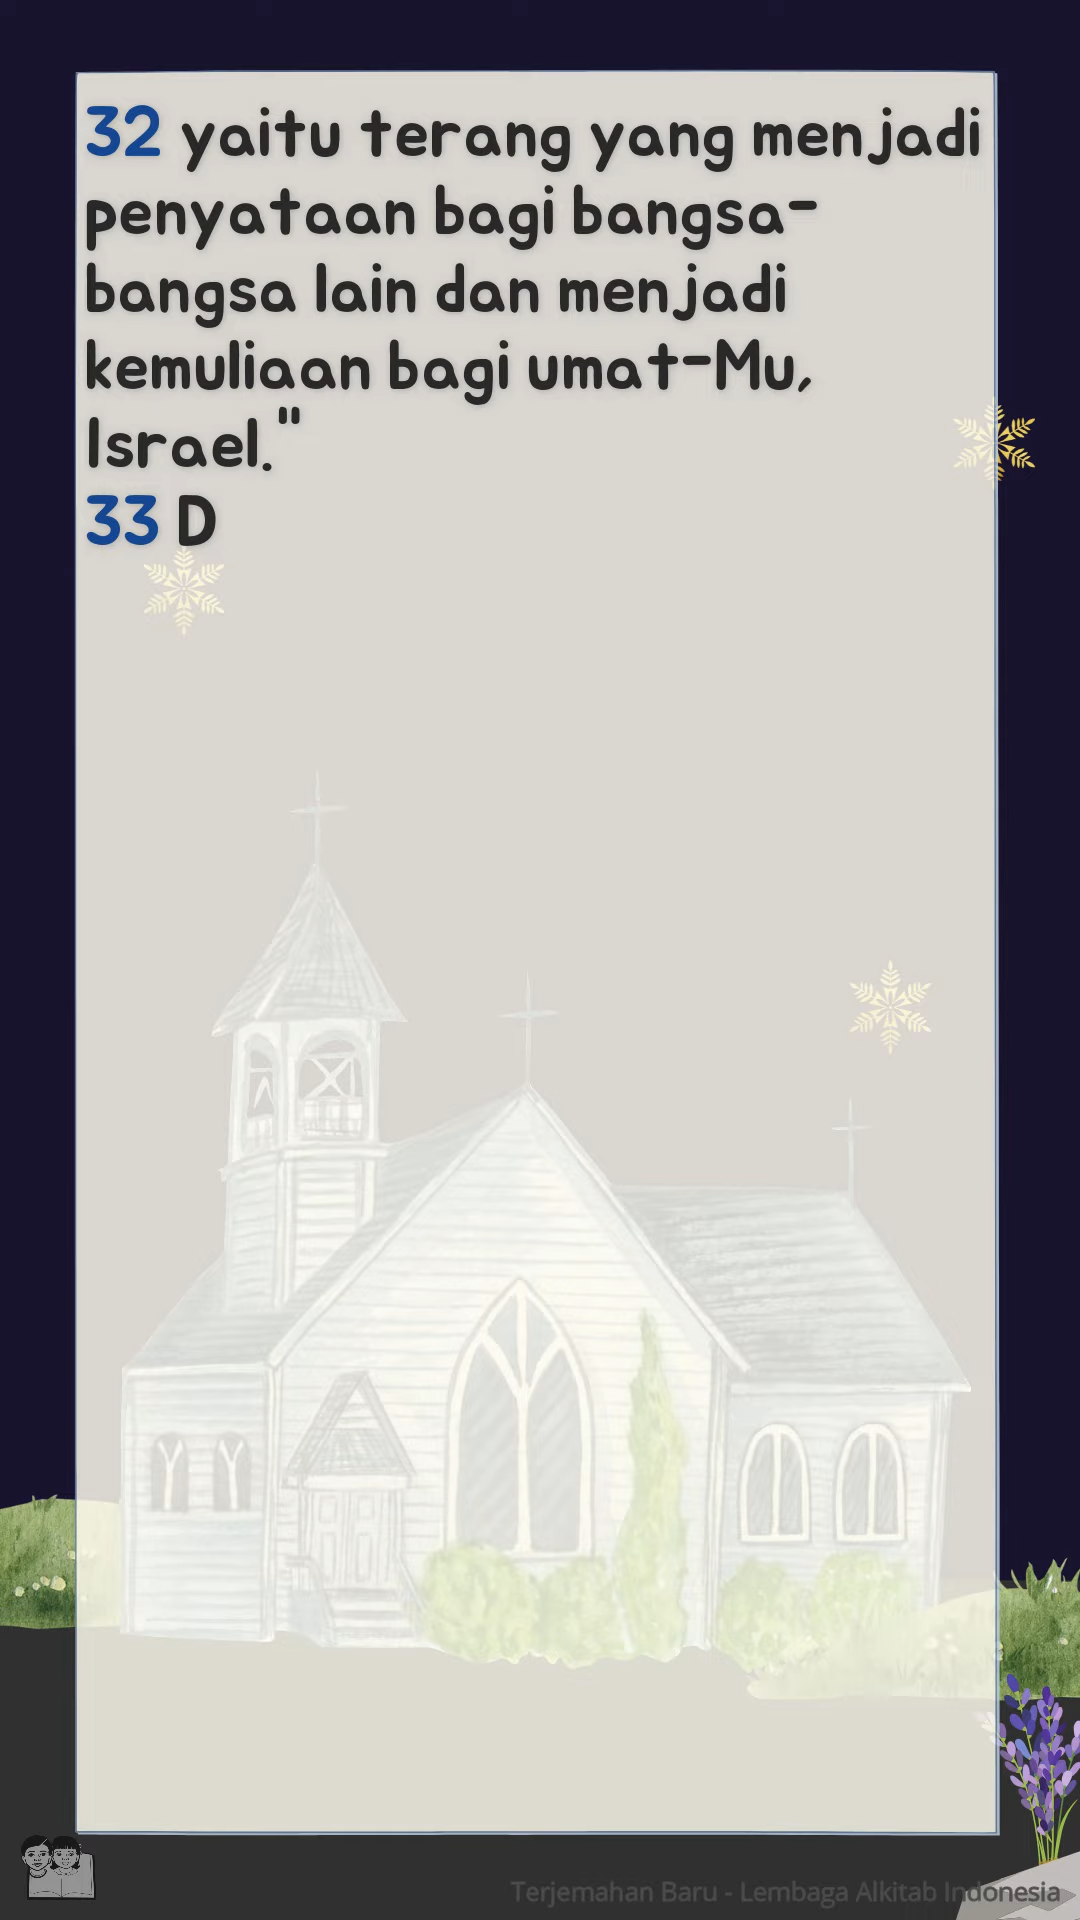 32 yaitu terang yang menjadi
penyataan bagi bangsa-
bangsa lain dan menjadi
kemuliaan bagi umat-Mu,
Israel."
33 D
Terjemahan Baru - Lembaga Alkitab Indonesia